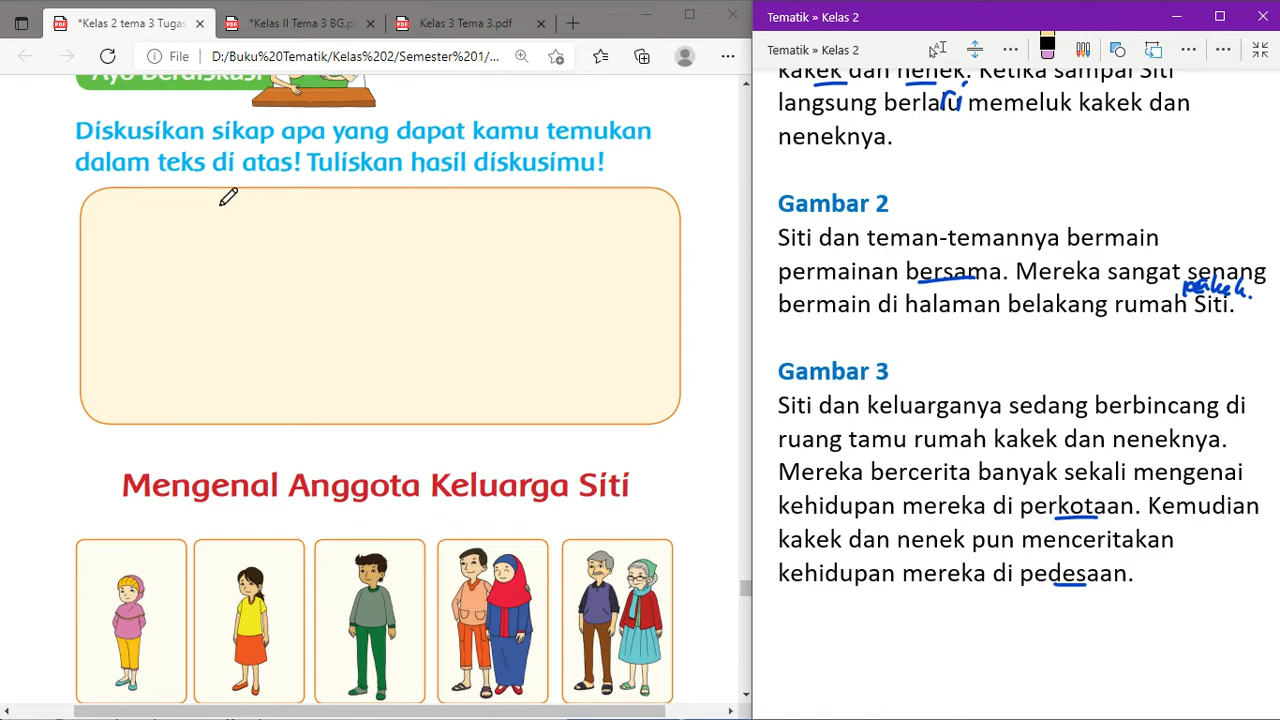 *Kelas 2 tema 3 Tugas
*Kelas II Tema 3 BG.pd
Kelas 3 Tema 3.pdf
File
D:/Buku%20Tematik/Kelas%202/Semester%201/...
Ayo Berdiskusi
Diskusikan sikap apa yang dapat kamu temukan
dalam teks di atas! Tuliskan hasil diskusimu!
Mengenal Anggota Keluarga Siti
Tematik » Kelas 2
Tematik » Kelas 2
kakek dan nenek. Ketika sampai Siti
langsung berlalu memeluk kakek dan
ri
neneknya.
Gambar 2
Siti dan teman-temannya bermain
permainan bersama. Mereka sangat senang
bermain di halaman belakang rumah Siti.
Gambar 3
Siti dan keluarganya sedang berbincang di
ruang tamu rumah kakek dan neneknya.
Mereka bercerita banyak sekali mengenai
kehidupan mereka di perkotaan. Kemudian
kakek dan nenek pun menceritakan
kehidupan mereka di pedesaan.